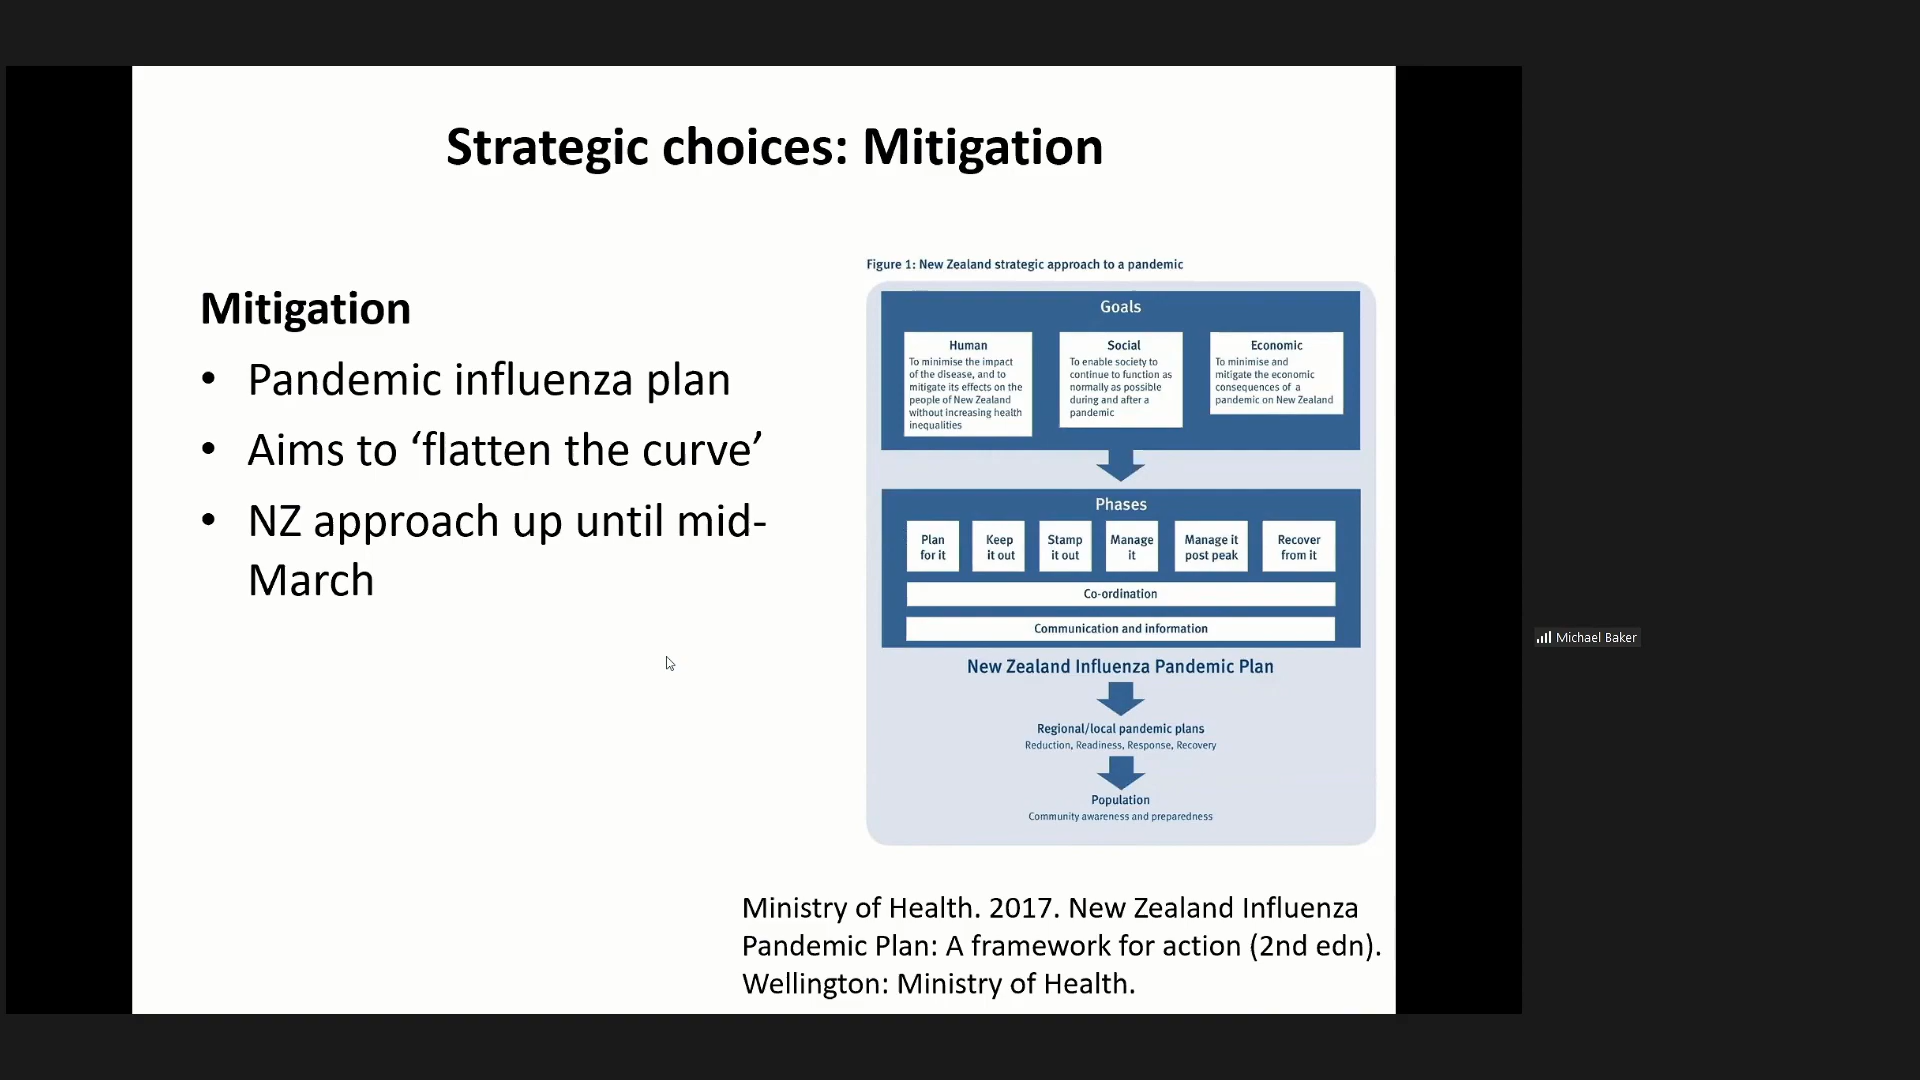 Strategic choices: Mitigation
Mitigation
• Pandemic influenza plan
• Aims to ‘flatten the curve’
• NZ approach up until mid-
March
Figure 1: New Zealand strategic approach to a pandemic
Goals
Human
To minimise the impact
of the disease, and to
mitigate its effects on the
people of New Zealand
without increasing health
inequalities
Social
To enable society to
continue to function as
normally as possible
during and after a
pandemic
Economic
To minimise and
mitigate the economic
consequences of a
pandemic on New Zealand
Phases
Plan
for it
Keep
it out
Stamp
it out
Manage
it
Manage it
post peak
Recover
from it
Co-ordination
Communication and information
New Zealand Influenza Pandemic Plan
Regional/local pandemic plans
Reduction, Readiness, Response, Recovery
Population
Community awareness and preparedness
Ministry of Health. 2017. New Zealand Influenza
Pandemic Plan: A framework for action (2nd edn).
Wellington: Ministry of Health.
Michael Baker